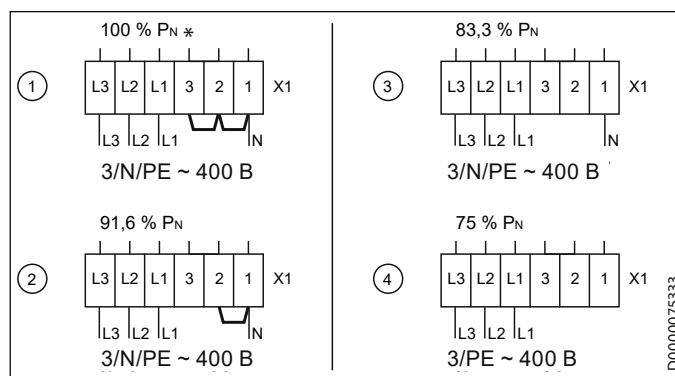 1
100 % PN *
L3 L2 L1 3 2 1 X1
L3 L2 L1 N
3/N/PE ~ 400 В
2
91,6 % PN
L3 L2 L1 3 2 1 X1
L3 L2 L1 N
3/N/PE ~ 400 В
3
83,3 % PN
L3 L2 L1 3 2 1 X1
L3 L2 L1 N
3/N/PE ~ 400 В
4
75 % PN
L3 L2 L1 3 2 1 X1
L3 L2 L1
3/PE ~ 400 В
D0000075333